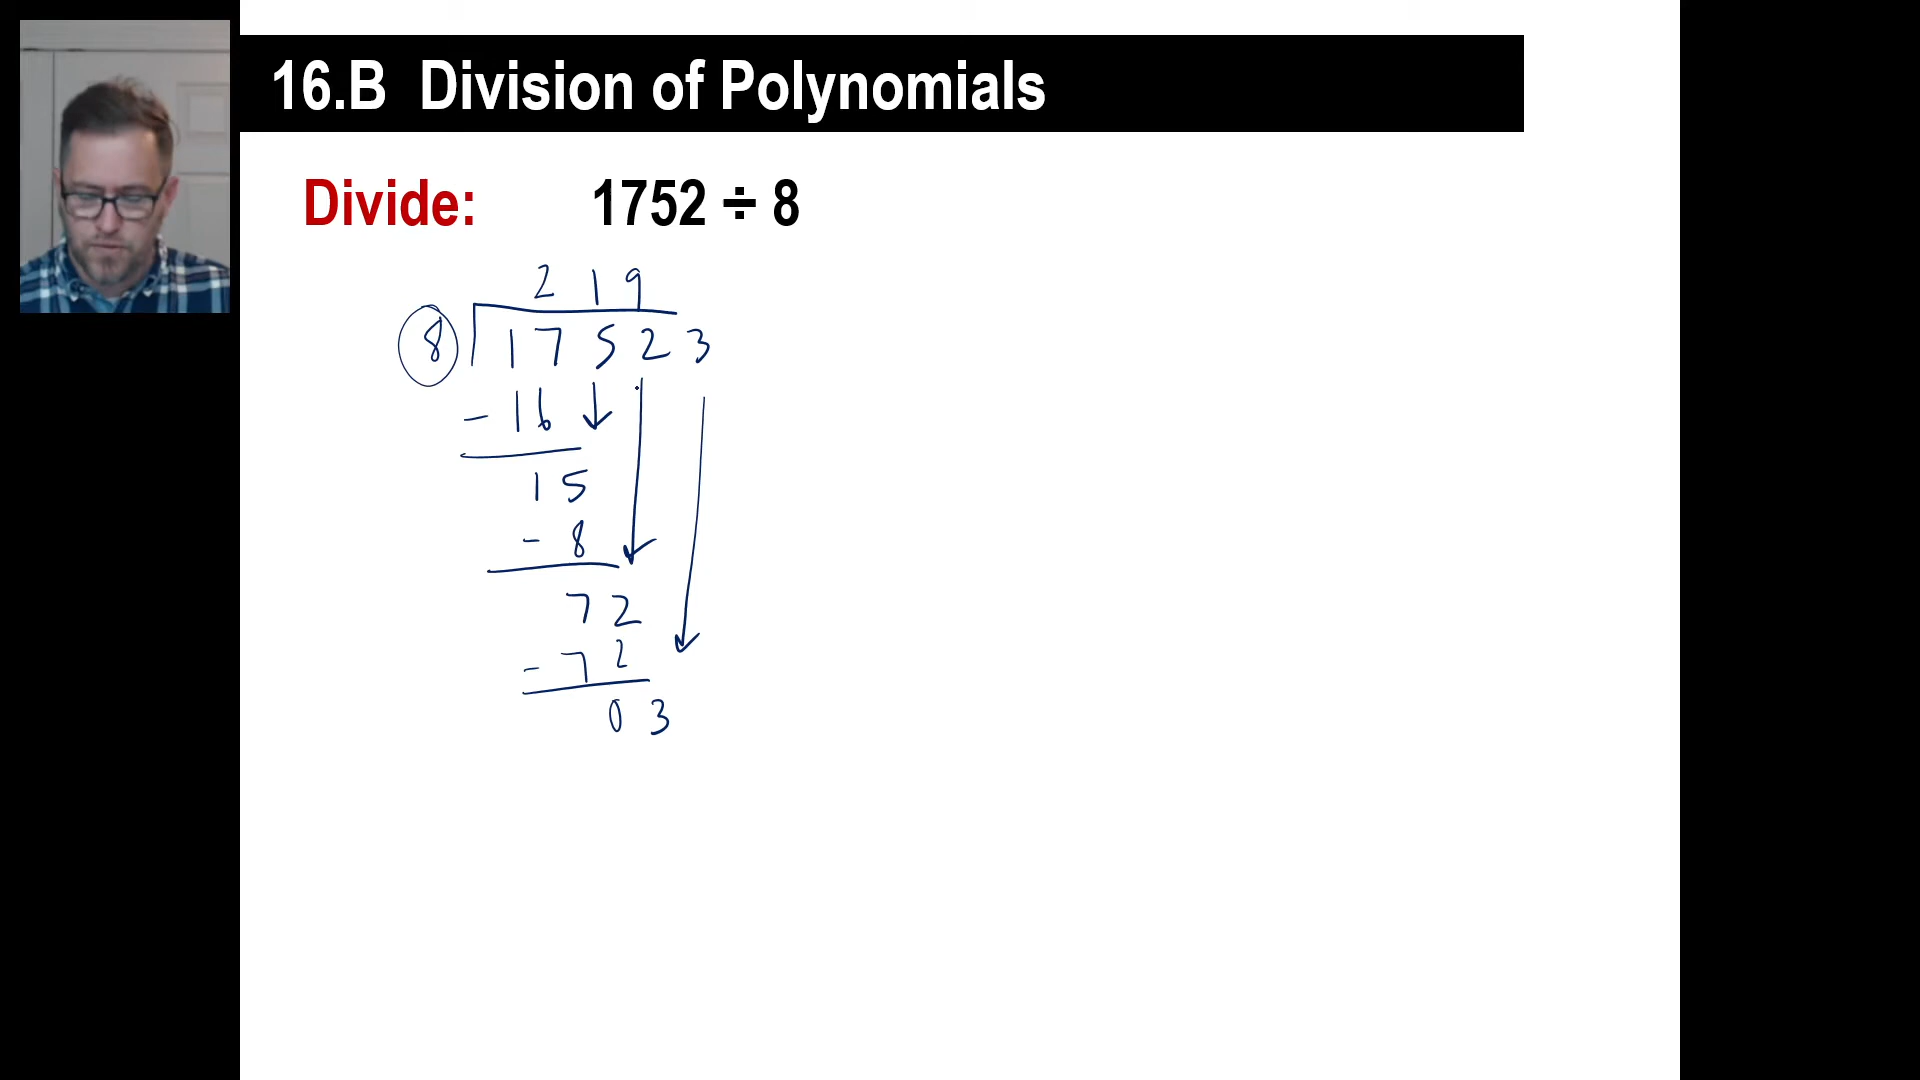 16.B Division of Polynomials
Divide: 1752 ÷ 8
2 1 9
8 1 7 5 2 3
- 1 6
1 5
- 8
7 2
- 7 2
0 3